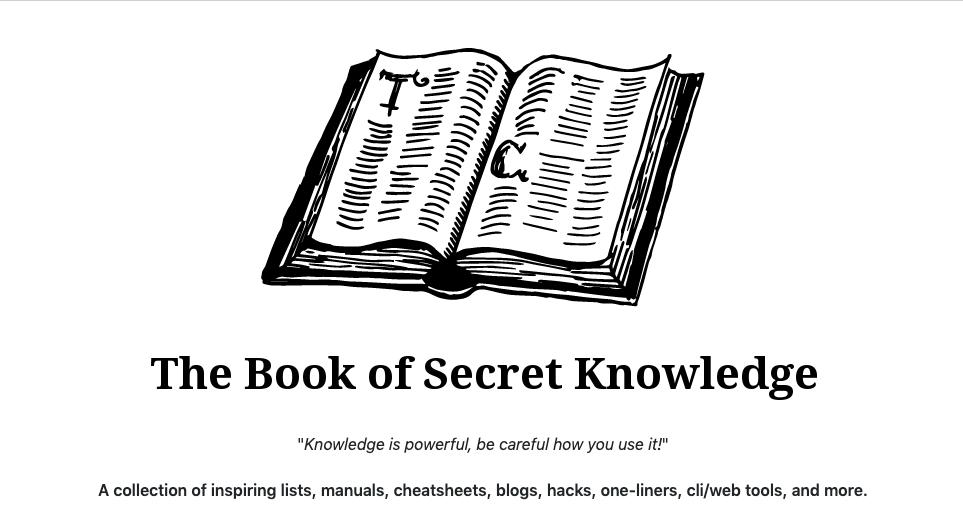 T
C
The Book of Secret Knowledge
"Knowledge is powerful, be careful how you use it!"
A collection of inspiring lists, manuals, cheatsheets, blogs, hacks, one-liners, cli/web tools, and more.